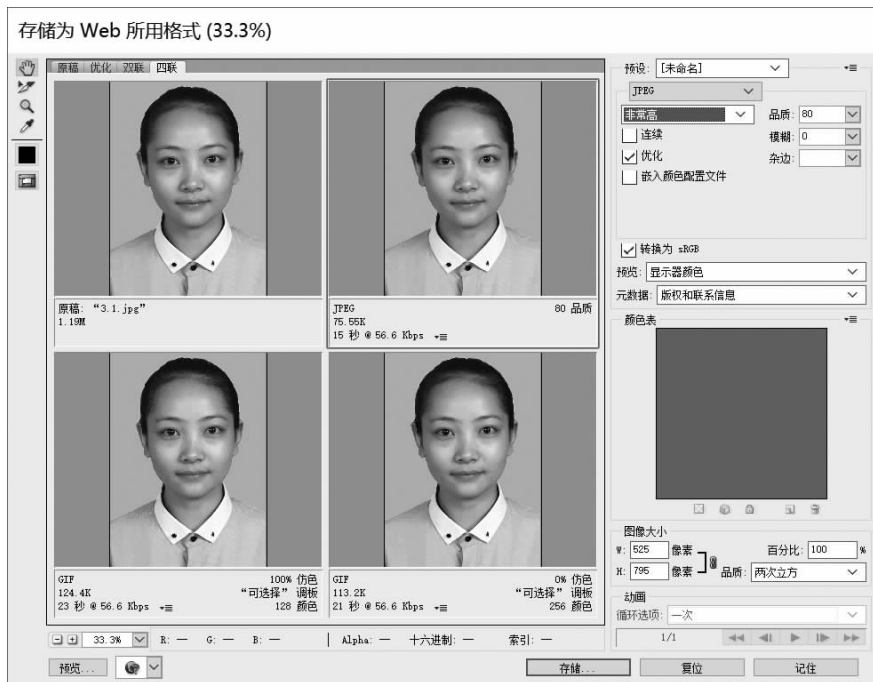 存储为 Web 所用格式 (33.3%)
原稿 优化 双联 四联
原稿: “3.1.jpg”
1.19M
JPEG 80 品质
75.55K
15 秒 @ 56.6 Kbps
GIF 100% 仿色
124.4K “可选择” 调板
23 秒 @ 56.6 Kbps 128 颜色
GIF 0% 仿色
113.2K “可选择” 调板
21 秒 @ 56.6 Kbps 256 颜色
33.3% R: — G: — B: — Alpha: — 十六进制: — 索引: —
预览... 存储... 复位 记住
预设: [未命名]
JPEG
非常高 品质: 80
连续 模糊: 0
优化 杂边:
嵌入颜色配置文件
转换为 sRGB
预览: 显示器颜色
元数据: 版权和联系信息
颜色表
图像大小
W: 525 像素 百分比: 100 %
H: 795 像素 品质: 两次立方
动画
循环选项: 一次
1/1